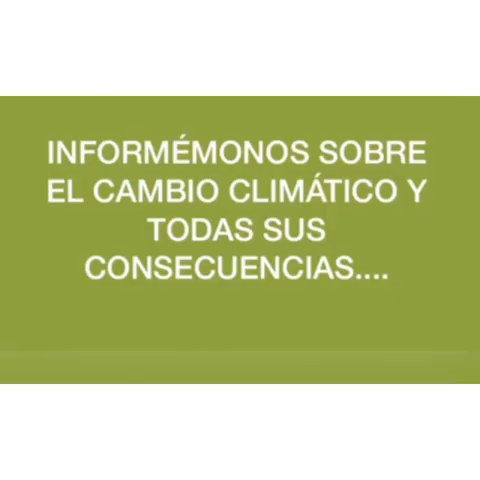 INFORMÉMONOS SOBRE
EL CAMBIO CLIMÁTICO Y
TODAS SUS
CONSECUENCIAS....